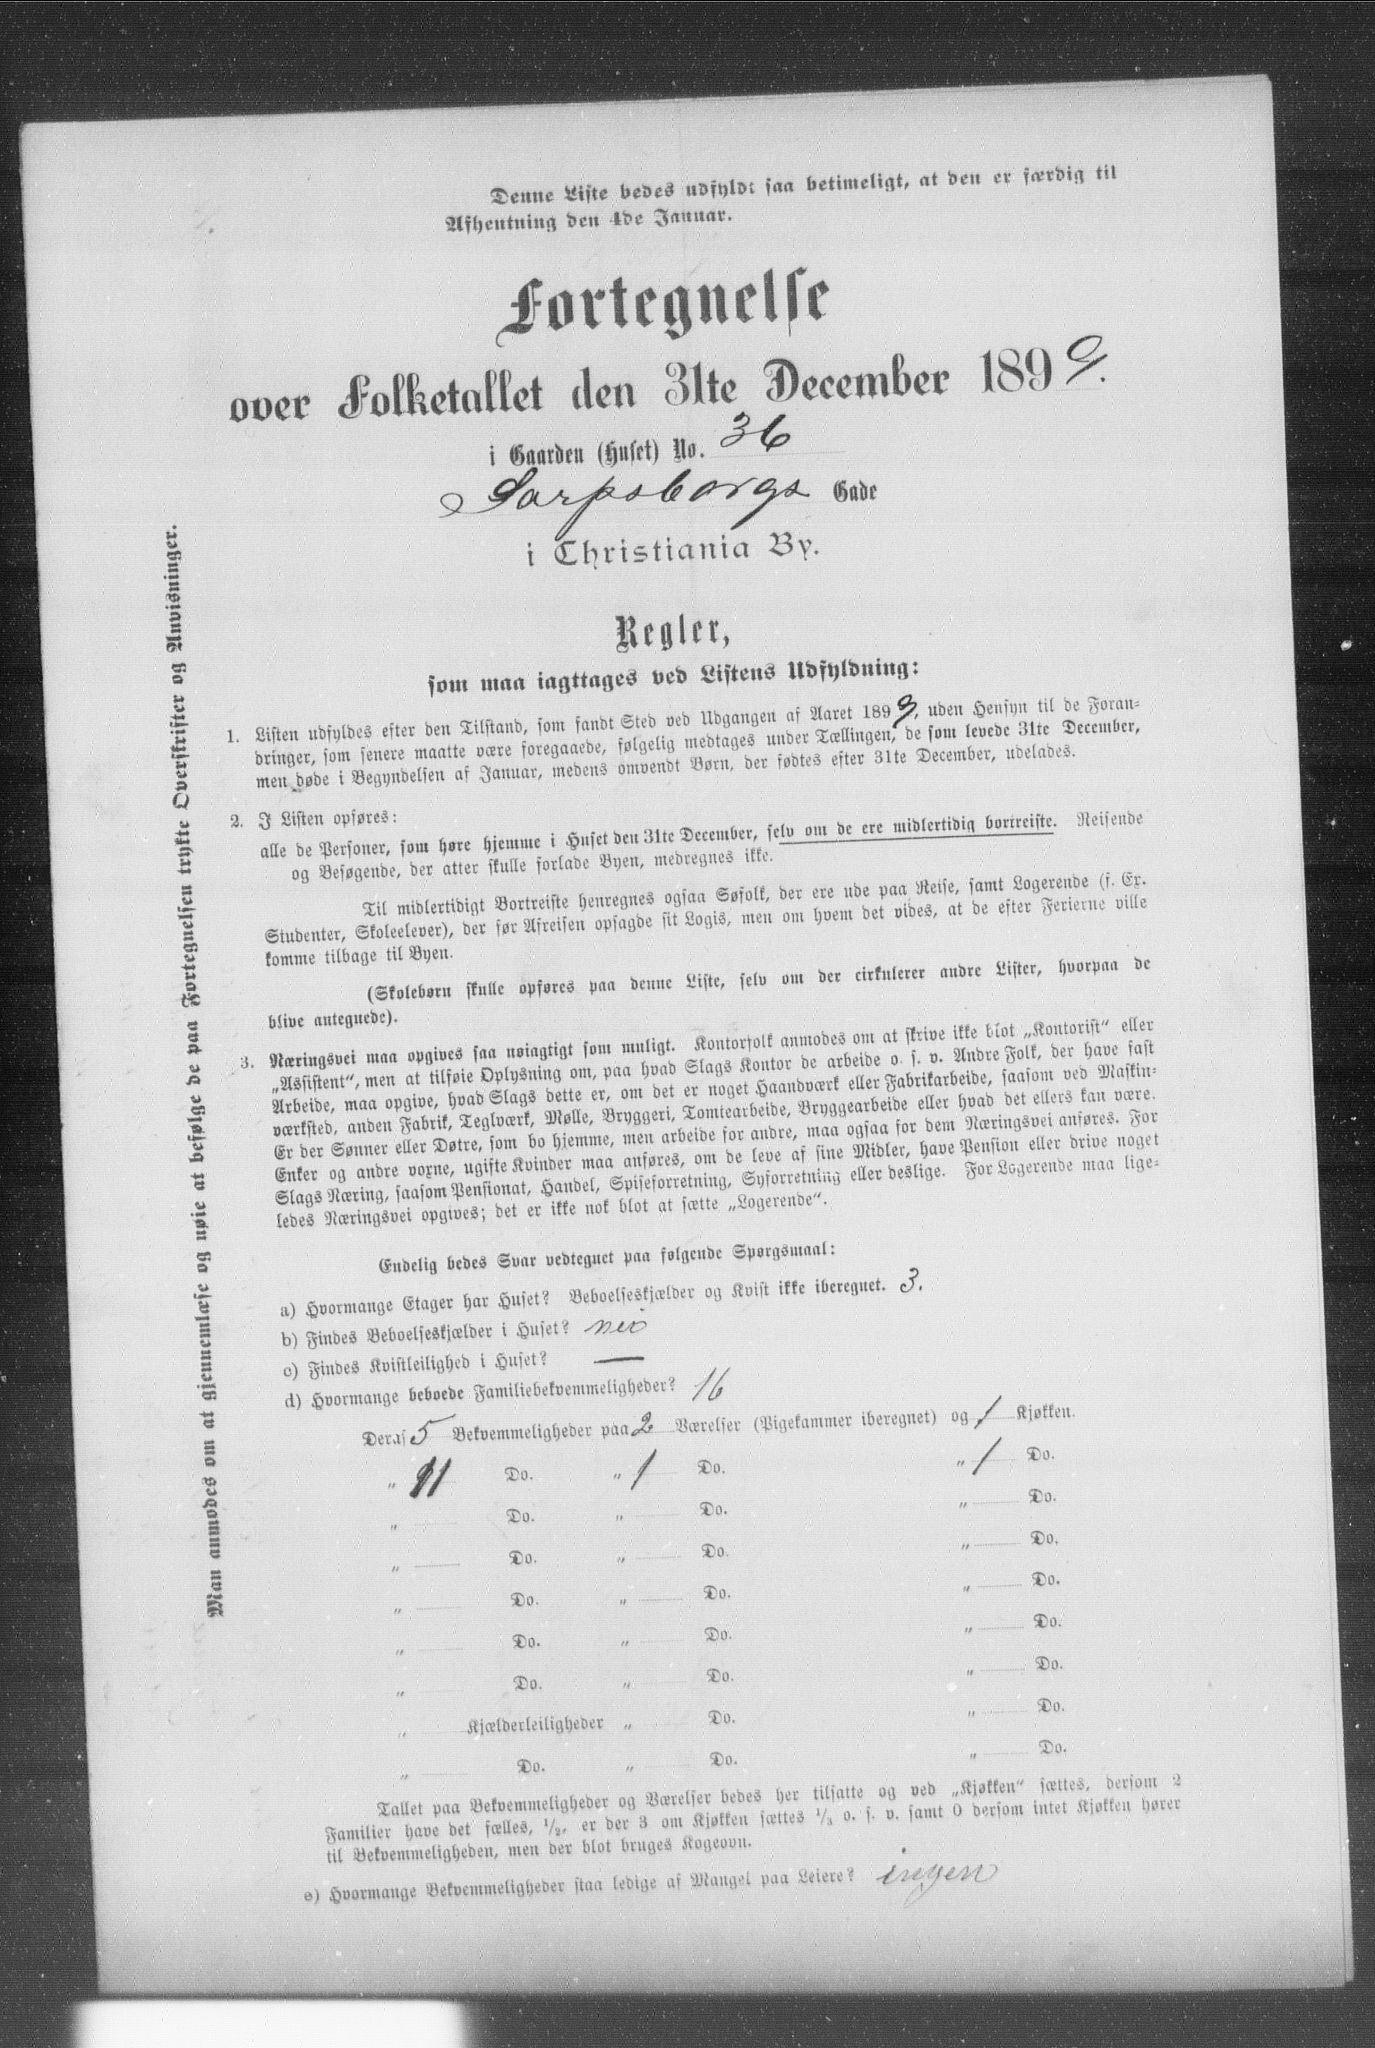 Denne Liste bedes udfyldt saa betimeligt, at den er færdig til
Afhentning den 4de Januar.
Fortegnelse
over Folketallet den 31te December 1899.
i Gaarden (Huset) No. 36
Sarpsborgs Gade
i Christiania By.
Regler,
som maa iagttages ved Listens Udfyldning:
1. Listen udfyldes efter den Tilstand, som fandt Sted ved Udgangen af Aaret 1899, uden Hensyn til de Foran-
dringer, som senere maatte være foregaaede, følgelig medtages under Tællingen, de som levede 31te December,
men døde i Begyndelsen af Januar, medens omvendt Børn, der fødtes efter 31te December, udelades.
2. I Listen opføres:
alle de Personer, som høre hjemme i Huset den 31te December, selv om de ere midlertidig bortreiste. Reisende
og Besøgende, der atter skulle forlade Byen, medregnes ikke.
Til midlertidigt Bortreiste henregnes ogsaa Søfolk, der ere ude paa Reise, samt Logerende (f. Ex.
Studenter, Skoleelever), der før Afreisen opsagde sit Logis, men om hvem det vides, at de efter Ferierne ville
komme tilbage til Byen.
(Skolebørn skulle opføres paa denne Liste, selv om der cirkulerer andre Lister, hvorpaa de
blive antegnede).
3. Næringsvei maa opgives saa nøiagtigt som muligt. Kontorfolk anmodes om at skrive ikke blot „Kontorist“ eller
„Assistent“, men at tilføie Oplysning om, paa hvad Slags Kontor de arbeide o. s. v. Andre Folk, der have fast
Arbeide, maa opgive, hvad Slags dette er, om det er noget Haandværk eller Fabrikarbeide, saasom ved Maskin-
værksted, anden Fabrik, Teglværk, Mølle, Bryggeri, Tomtearbeide, Bryggearbeide eller hvad det ellers kan være.
Er der Sønner eller Døtre, som bo hjemme, men arbeide for andre, maa ogsaa for dem Næringsvei anføres. For
Enker og andre voxne, ugifte Kvinder maa anføres, om de leve af sine Midler, have Pension eller drive noget
Slags Næring, saasom Pensionat, Handel, Spiseforretning, Syforretning eller deslige. For Logerende maa lige-
ledes Næringsvei opgives; det er ikke nok blot at sætte „Logerende“.
Endelig bedes Svar vedtegnet paa følgende Spørgsmaal:
a) Hvormange Etager har Huset? Beboelseskjælder og Kvist ikke iberegnet. 3.
b) Findes Beboelseskjælder i Huset? nei
c) Findes Kvistleilighed i Huset? —
d) Hvormange beboede Familiebekvemmeligheder? 16
Deraf 5 Bekvemmeligheder paa 2 Værelser (Pigekammer iberegnet) og 1 Kjøkken.
„ 11 Do. „ 1 Do. „ 1 Do.
„ Do. „ Do. „ Do.
„ Do. „ Do. „ Do.
„ Do. „ Do. „ Do.
„ Do. „ Do. „ Do.
„ Do. „ Do. „ Do.
„ Kjælderleiligheder „ Do. „ Do.
„ Do. „ Do. „ Do.
Tallet paa Bekvemmeligheder og Værelser bedes her tilsatte og ved „Kjøkken“ sættes, dersom 2
Familier have det fælles, 1/2, er der 3 om Kjøkken sættes 1/3 o. s. v. samt 0 dersom intet Kjøkken hører
til Bekvemmeligheden, men der blot bruges Kogeovn.
e) Hvormange Bekvemmeligheder staa ledige af Mangel paa Leiere? ingen
Man anmodes om at gjennemlæse og nøie at befølge de paa Fortegnelsen trykte Overskrifter og Anvisninger.